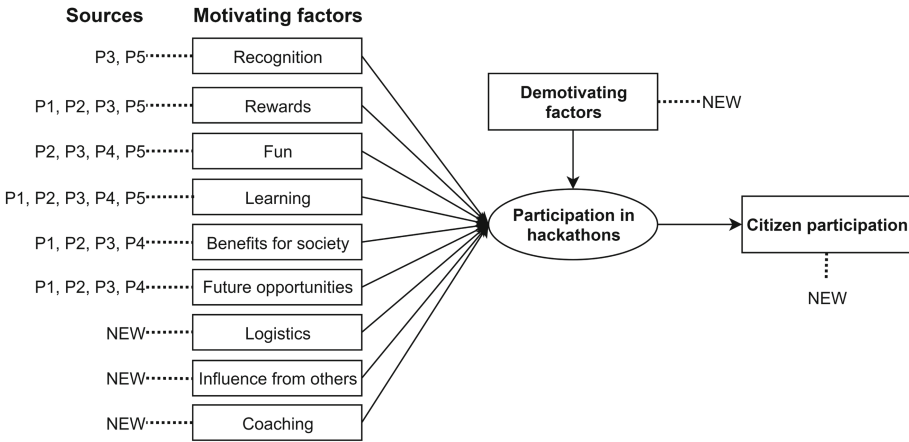 Sources
Motivating factors
P3, P5
Recognition
P1, P2, P3, P5
Rewards
P2, P3, P4, P5
Fun
P1, P2, P3, P4, P5
Learning
P1, P2, P3, P4
Benefits for society
P1, P2, P3, P4
Future opportunities
NEW
Logistics
NEW
Influence from others
NEW
Coaching
Demotivating
factors
NEW
Participation in
hackathons
Citizen participation
NEW